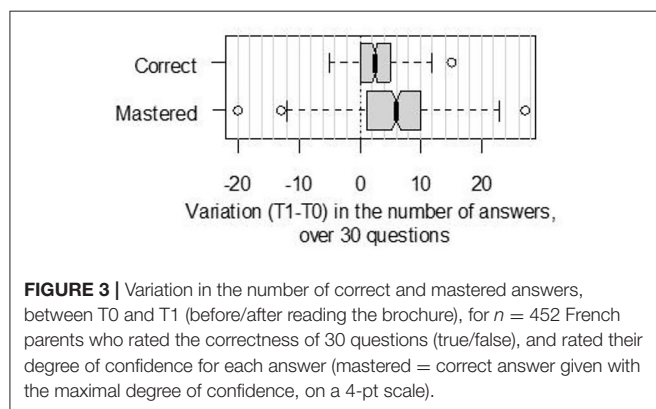 Correct
Mastered
-20 -10 0 10 20
Variation (T1-T0) in the number of answers,
over 30 questions
FIGURE 3 | Variation in the number of correct and mastered answers,
between T0 and T1 (before/after reading the brochure), for n = 452 French
parents who rated the correctness of 30 questions (true/false), and rated their
degree of confidence for each answer (mastered = correct answer given with
the maximal degree of confidence, on a 4-pt scale).